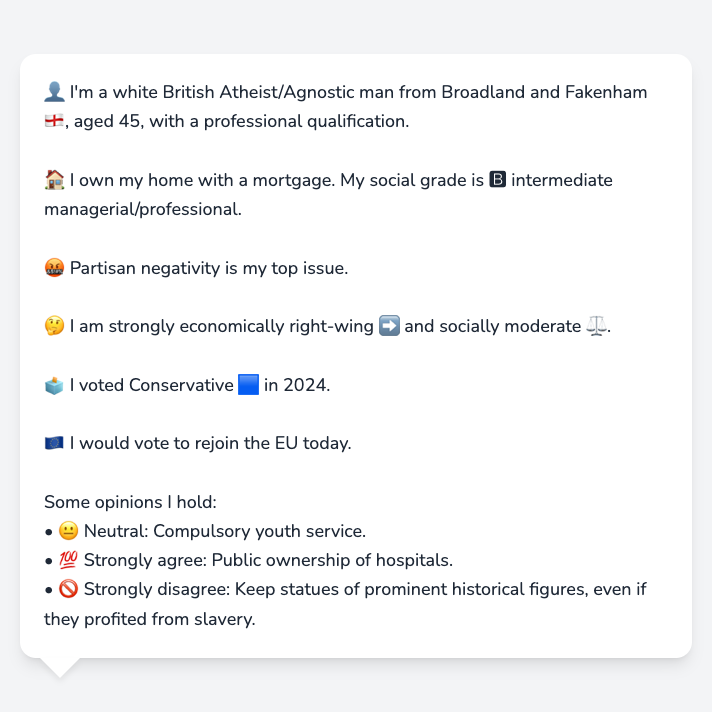 👤 I'm a white British Atheist/Agnostic man from Broadland and Fakenham
🏴󠁧󠁢󠁥󠁮󠁧󠁿, aged 45, with a professional qualification.
🏠 I own my home with a mortgage. My social grade is 🅱 intermediate
managerial/professional.
🤬 Partisan negativity is my top issue.
🤔 I am strongly economically right-wing ➡️ and socially moderate ⚖️.
🗳️ I voted Conservative 🟦 in 2024.
🇪🇺 I would vote to rejoin the EU today.
Some opinions I hold:
• 😐 Neutral: Compulsory youth service.
• 💯 Strongly agree: Public ownership of hospitals.
• 🚫 Strongly disagree: Keep statues of prominent historical figures, even if
they profited from slavery.